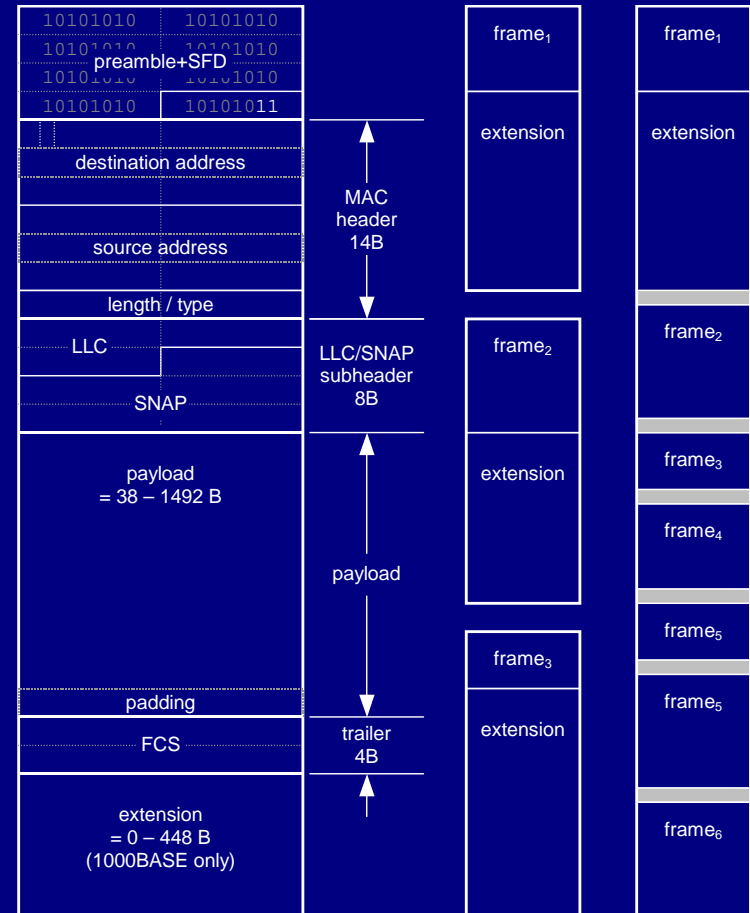 10101010 10101010
10101010 10101010
preamble+SFD
10101010 10101010
10101010 10101011
destination address
source address
length / type
LLC
SNAP
payload
= 38 – 1492 B
padding
FCS
extension
= 0 – 448 B
(1000BASE only)
MAC
header
14B
LLC/SNAP
subheader
8B
payload
trailer
4B
frame₁
extension
frame₂
extension
frame₃
extension
frame₁
extension
frame₂
frame₃
frame₄
frame₅
frame₅
frame₆